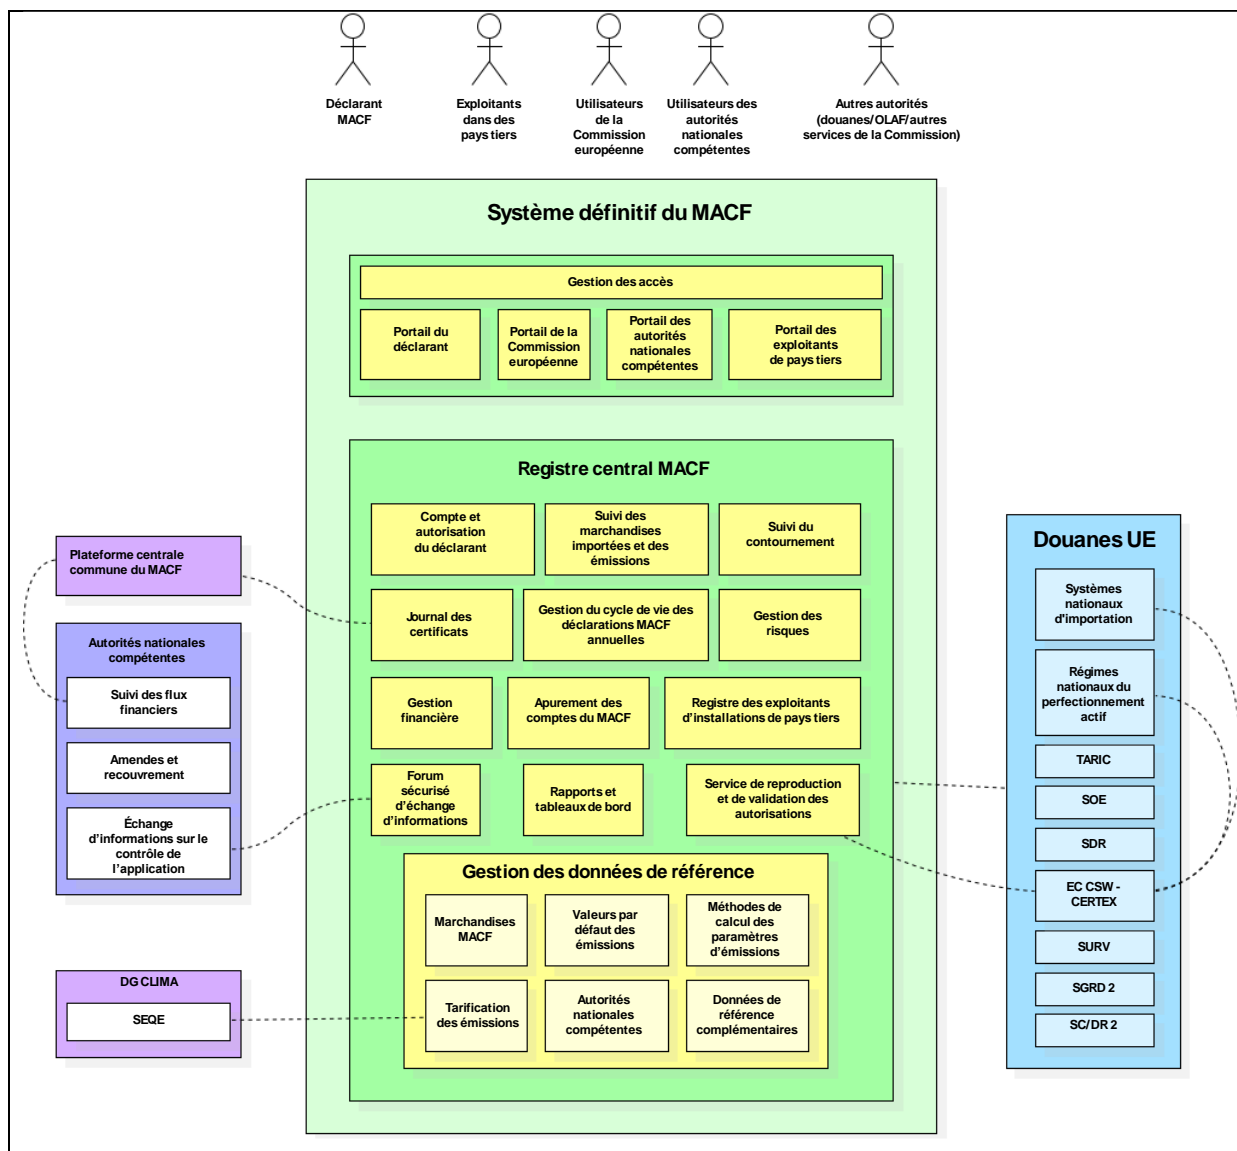 Déclarant
MACF
Exploitants
dans des
pays tiers
Utilisateurs
de la
Commission
européenne
Utilisateurs des
autorités
nationales
compétentes
Autres autorités
(douanes/OLAF/autres
services de la Commission)
Système définitif du MACF
Gestion des accès
Portail du
déclarant
Portail de la
Commission
européenne
Portail des
autorités
nationales
compétentes
Portail des
exploitants
de pays tiers
Registre central MACF
Compte et
autorisation
du déclarant
Suivi des
marchandises
importées et des
émissions
Suivi du
contournement
Journal des
certificats
Gestion du cycle de vie des
déclarations MACF
annuelles
Gestion des
risques
Gestion
financière
Apurement des
comptes du MACF
Registre des exploitants
d'installations de pays tiers
Forum
sécurisé
d'échange
d'informations
Rapports et
tableaux de bord
Service de reproduction
et de validation des
autorisations
Gestion des données de référence
Marchandises
MACF
Valeurs par
défaut des
émissions
Méthodes de
calcul des
paramètres
d'émissions
Tarification
des émissions
Autorités
nationales
compétentes
Données de
référence
complémentaires
Plateforme centrale
commune du MACF
Autorités nationales
compétentes
Suivi des flux
financiers
Amendes et
recouvrement
Échange
d'informations sur le
contrôle de
l'application
DG CLIMA
SEQE
Douanes UE
Systèmes
nationaux
d'importation
Régimes
nationaux du
perfectionnement
actif
TARIC
SOE
SDR
EC CSW -
CERTEX
SURV
SGRD 2
SC/DR 2